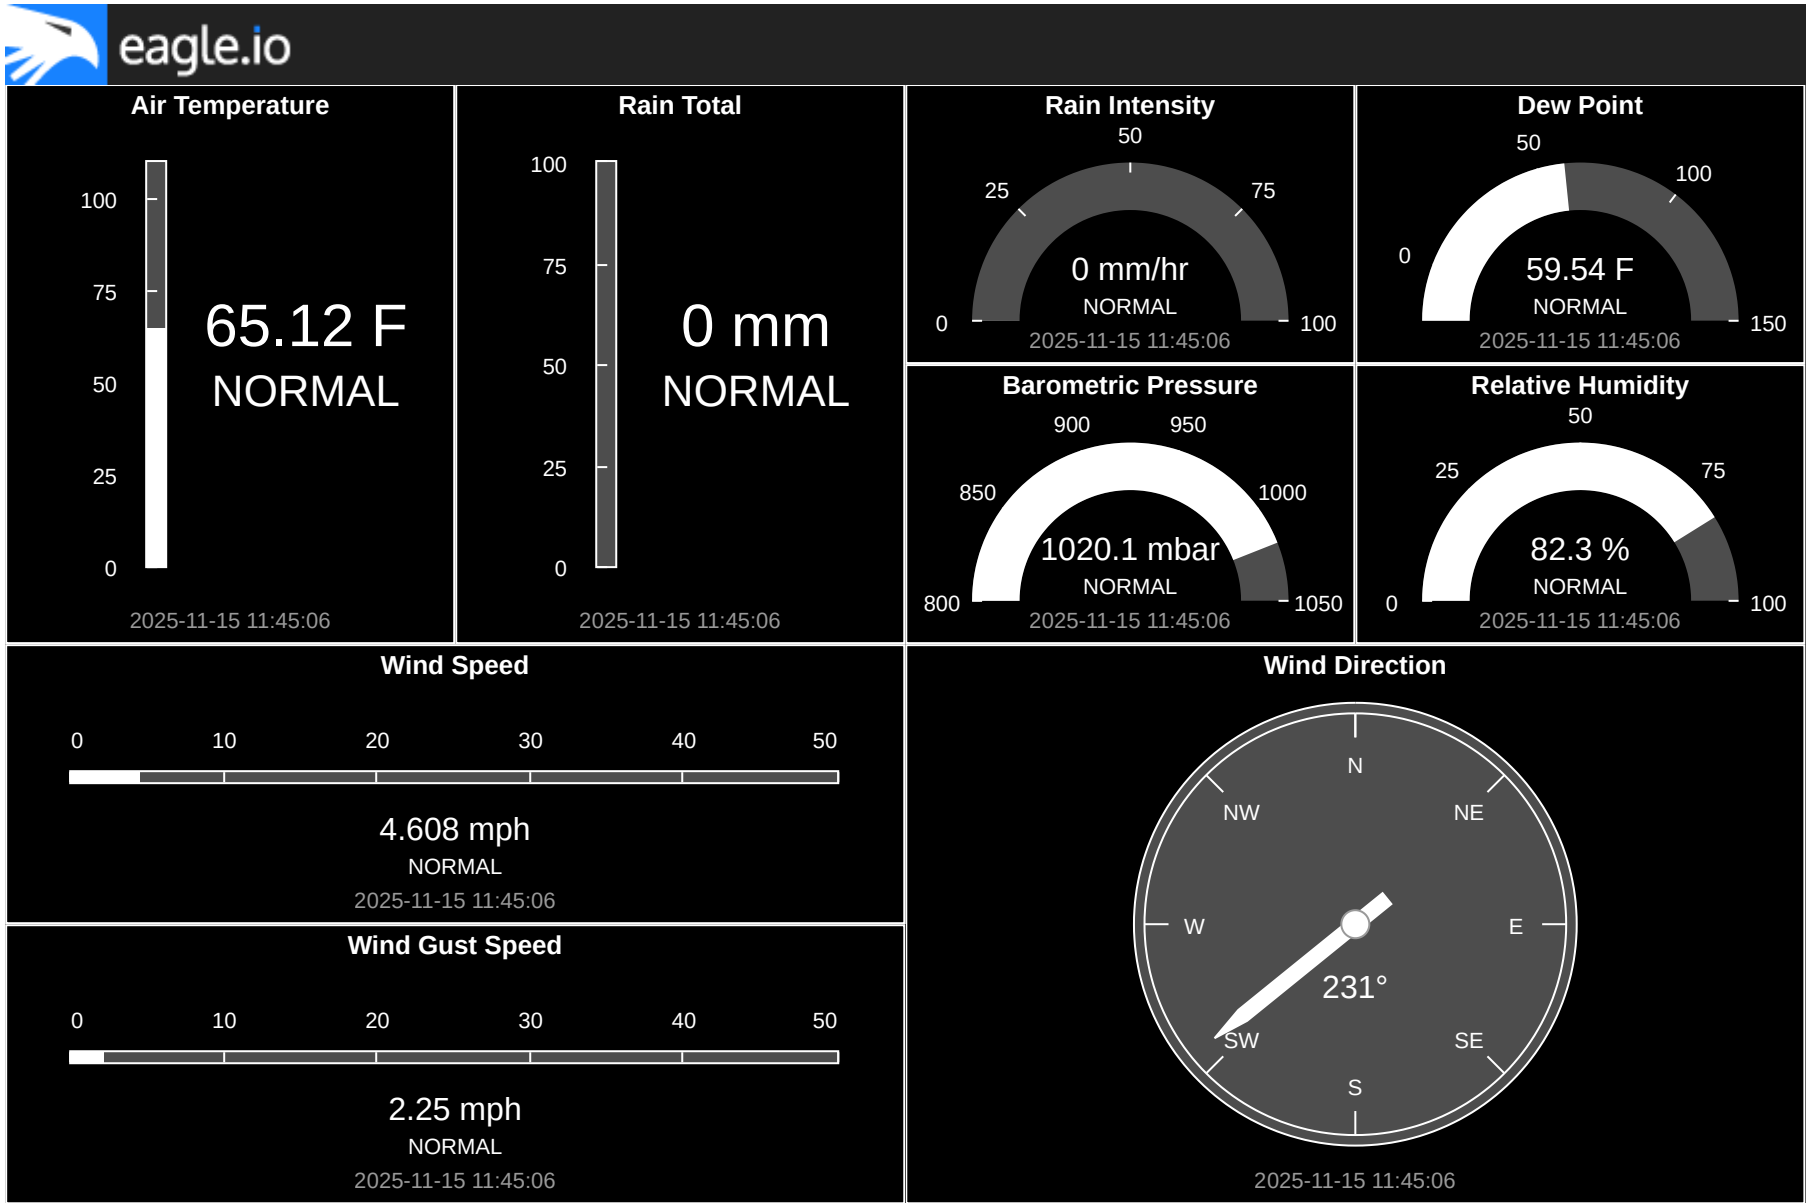 eagle.io
Air Temperature
100
75
50
25
0
65.12 F
NORMAL
2025-11-15 11:45:06
Rain Total
100
75
50
25
0
0 mm
NORMAL
2025-11-15 11:45:06
Rain Intensity
50
25
75
0
100
0 mm/hr
NORMAL
2025-11-15 11:45:06
Dew Point
50
100
0
150
59.54 F
NORMAL
2025-11-15 11:45:06
Barometric Pressure
900
950
850
1000
800
1050
1020.1 mbar
NORMAL
2025-11-15 11:45:06
Relative Humidity
50
25
75
0
100
82.3 %
NORMAL
2025-11-15 11:45:06
Wind Speed
0 10 20 30 40 50
4.608 mph
NORMAL
2025-11-15 11:45:06
Wind Gust Speed
0 10 20 30 40 50
2.25 mph
NORMAL
2025-11-15 11:45:06
Wind Direction
N
NW
NE
W
E
231°
SW
SE
S
2025-11-15 11:45:06